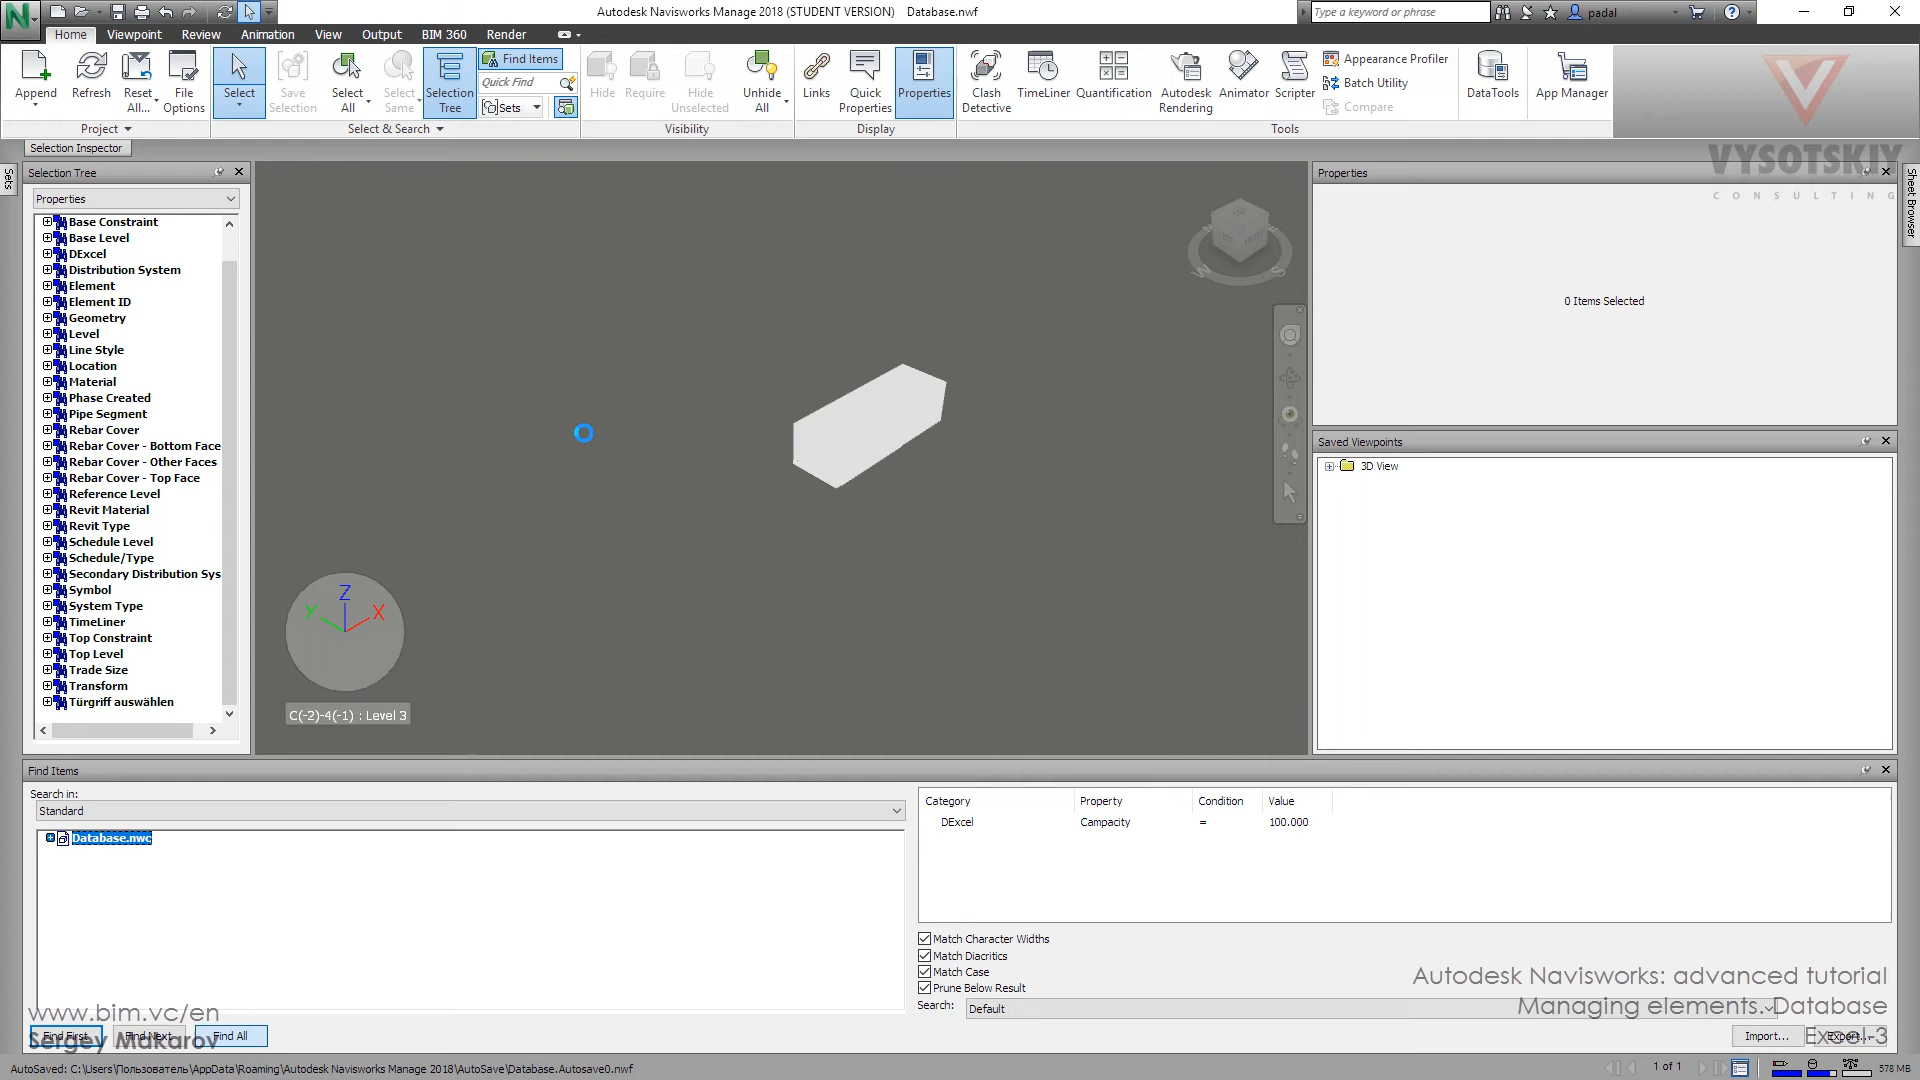 Autodesk Navisworks Manage 2018 (STUDENT VERSION) Database.nwf
Type a keyword or phrase
padal
Home Viewpoint Review Animation View Output BIM 360 Render
Append
Refresh
Reset All...
File Options
Project
Select
Save Selection
Select All
Select Same
Selection Tree
Find Items
Quick Find
Sets
Select & Search
Hide
Require
Hide Unselected
Unhide All
Visibility
Links
Quick Properties
Properties
Display
Clash Detective
TimeLiner
Quantification
Autodesk Rendering
Animator
Scripter
Appearance Profiler
Batch Utility
Compare
Tools
DataTools
App Manager
VYSOTSKIY
CONSULTING
Selection Inspector
Sets
Selection Tree
Properties
Base Constraint
Base Level
DExcel
Distribution System
Element
Element ID
Geometry
Level
Line Style
Location
Material
Phase Created
Pipe Segment
Rebar Cover
Rebar Cover - Bottom Face
Rebar Cover - Other Faces
Rebar Cover - Top Face
Reference Level
Revit Material
Revit Type
Schedule Level
Schedule/Type
Secondary Distribution Sys
Symbol
System Type
TimeLiner
Top Constraint
Top Level
Trade Size
Transform
Türgriff auswählen
W S
Z
Y X
C(-2)-4(-1) : Level 3
Properties
0 Items Selected
Sheet Browser
Saved Viewpoints
3D View
Find Items
Search in:
Standard
Database.nwc
Category Property Condition Value
DExcel Campacity = 100.000
Match Character Widths
Match Diacritics
Match Case
Prune Below Result
Search: Default
Find First Find Next Find All
Import... Export...
www.bim.vc/en
Sergey Makarov
Autodesk Navisworks: advanced tutorial
Managing elements. Database
Excel-3
AutoSaved: C:\Users\Пользователь\AppData\Roaming\Autodesk Navisworks Manage 2018\AutoSave\Database.Autosave0.nwf
1 of 1
578 MB